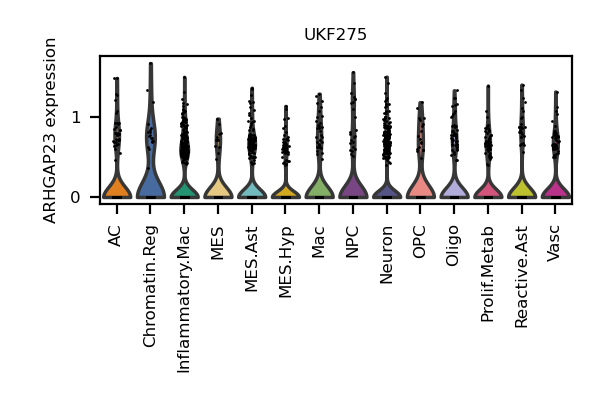 UKF275
ARHGAP23 expression
1
0
AC
Chromatin.Reg
Inflammatory.Mac
MES
MES.Ast
MES.Hyp
Mac
NPC
Neuron
OPC
Oligo
Prolif.Metab
Reactive.Ast
Vasc